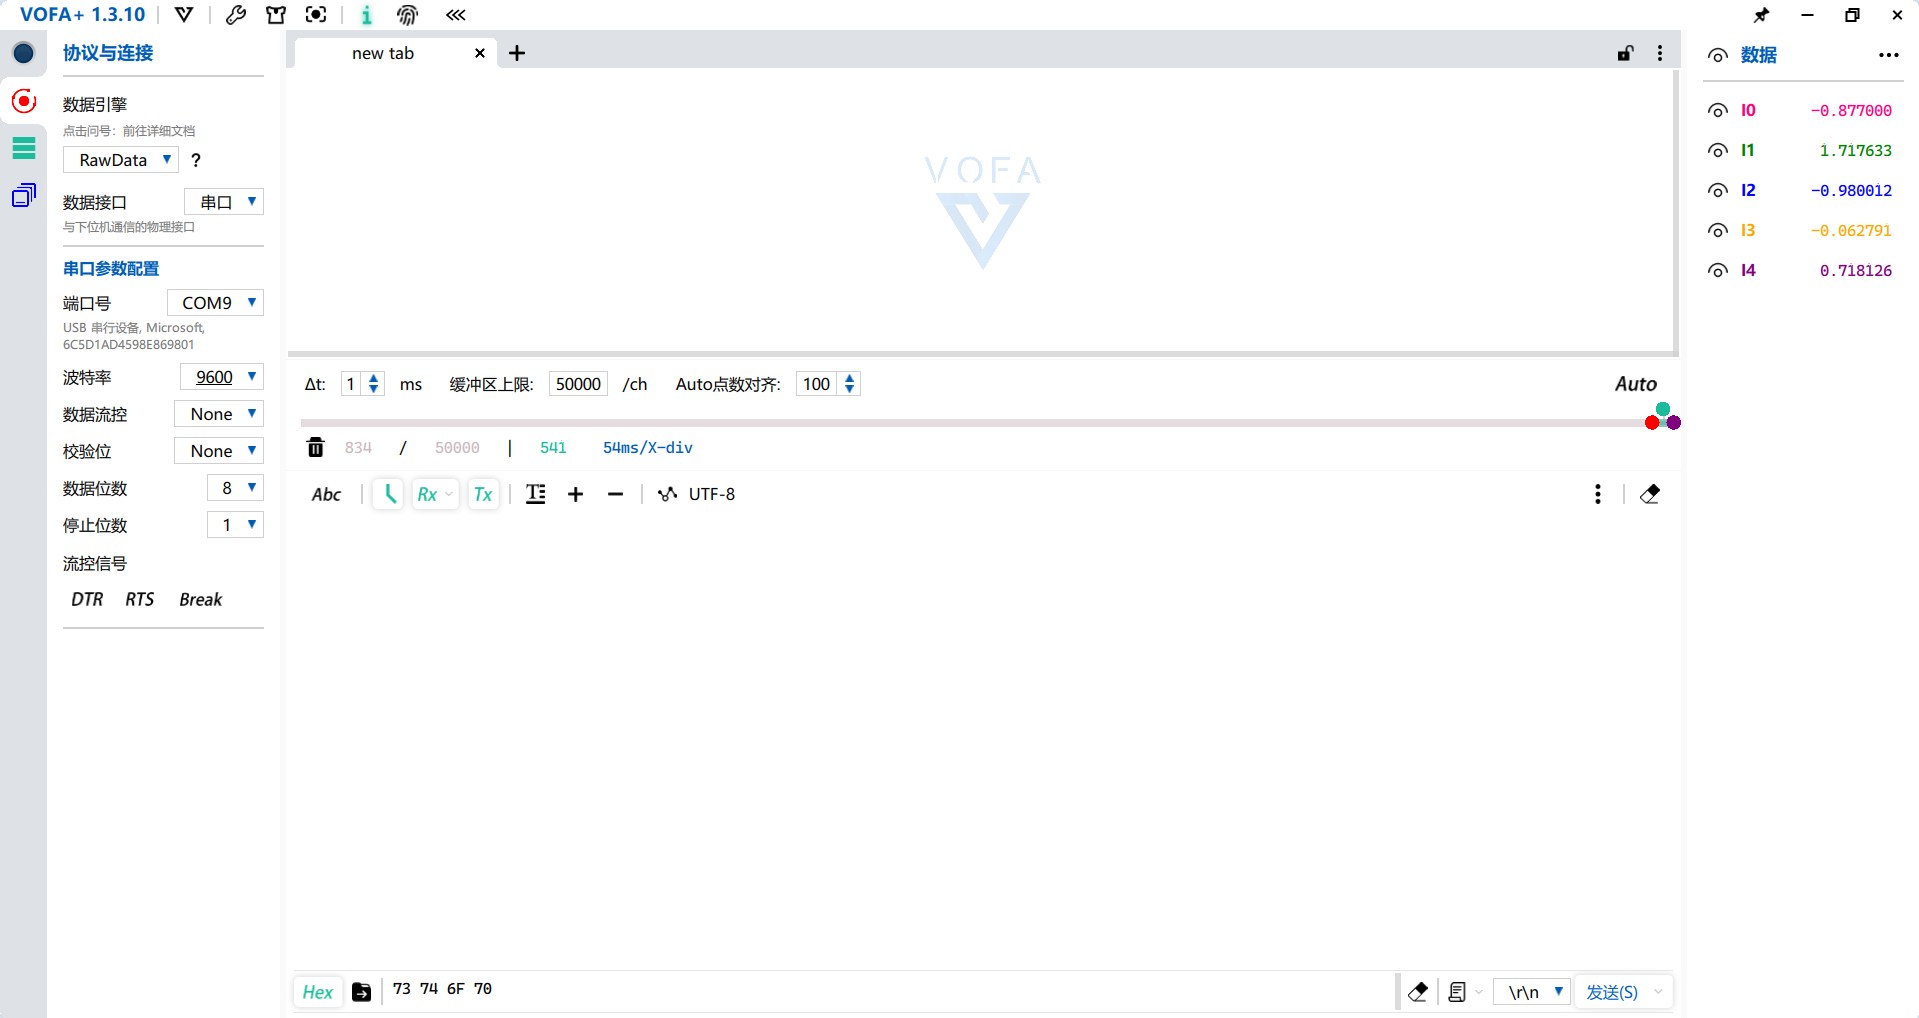 VOFA+ 1.3.10
协议与连接
数据引擎
点击问号：前往详细文档
RawData ?
数据接口 串口
与下位机通信的物理接口
串口参数配置
端口号 COM9
USB 串行设备, Microsoft,
6C5D1AD4598E869801
波特率 9600
数据流控 None
校验位 None
数据位数 8
停止位数 1
流控信号
DTR RTS Break
new tab
VOFA
Δt: 1 ms 缓冲区上限: 50000 /ch Auto点数对齐: 100 Auto
834 / 50000 | 541 54ms/X-div
Abc Rx Tx UTF-8
Hex 73 74 6F 70 \r\n 发送(S)
数据
I0 -0.877000
I1 1.717633
I2 -0.980012
I3 -0.062791
I4 0.718126